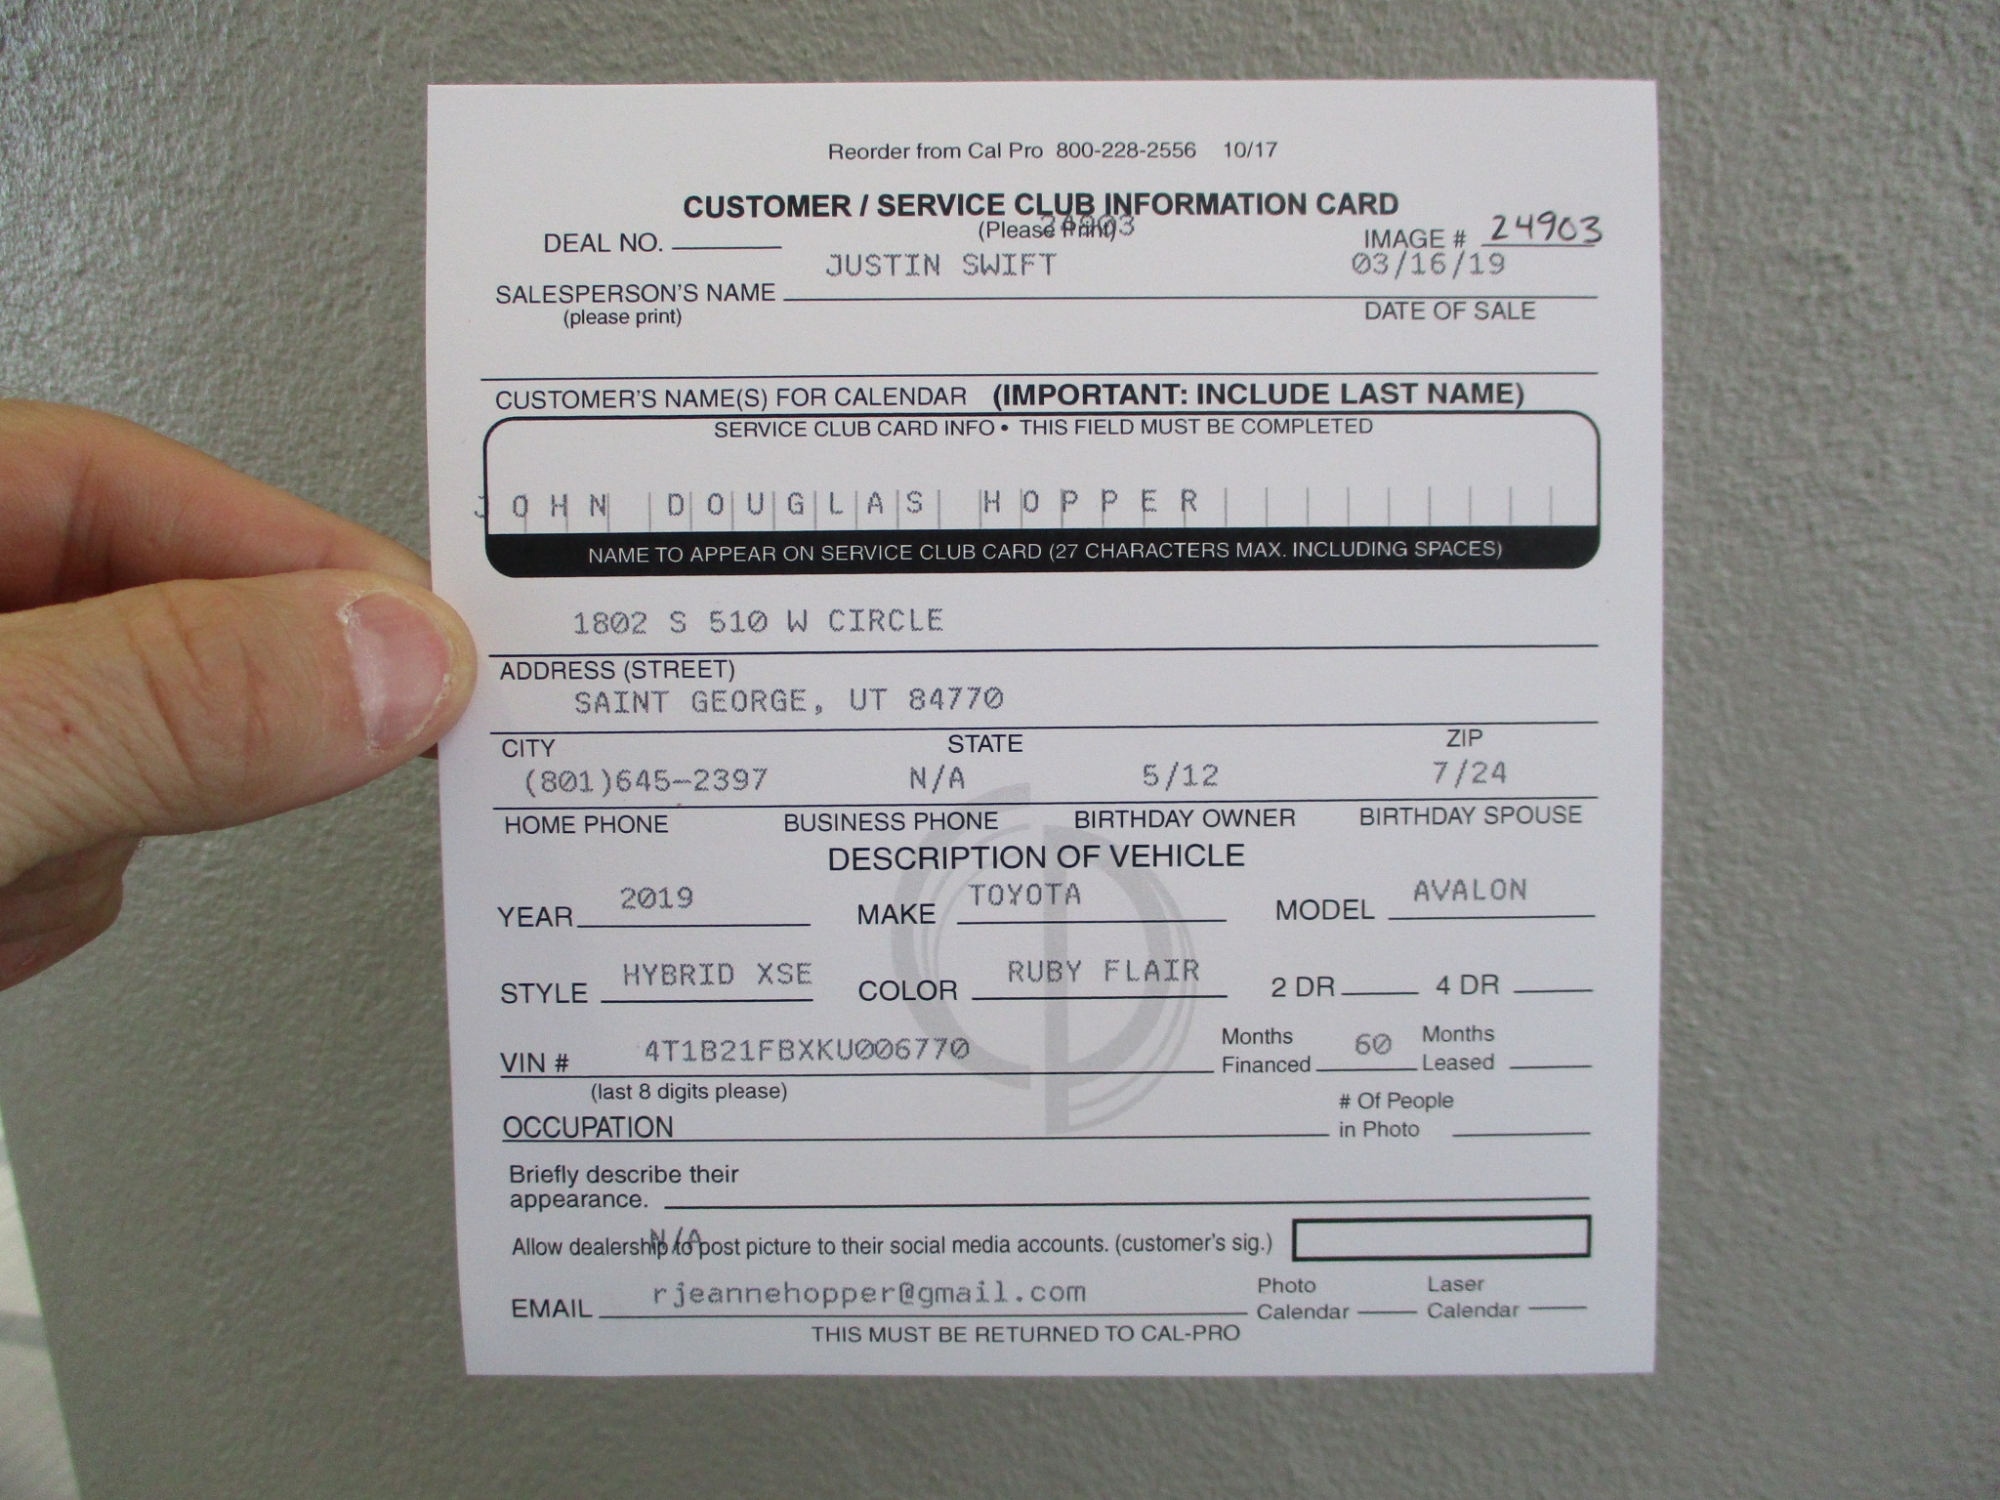 Reorder from Cal Pro 800-228-2556 10/17
CUSTOMER / SERVICE CLUB INFORMATION CARD
(Please Print) 24903
DEAL NO. IMAGE # 24903
JUSTIN SWIFT 03/16/19
SALESPERSON'S NAME DATE OF SALE
(please print)
CUSTOMER'S NAME(S) FOR CALENDAR (IMPORTANT: INCLUDE LAST NAME)
SERVICE CLUB CARD INFO • THIS FIELD MUST BE COMPLETED
JOHN DOUGLAS HOPPER
NAME TO APPEAR ON SERVICE CLUB CARD (27 CHARACTERS MAX. INCLUDING SPACES)
1802 S 510 W CIRCLE
ADDRESS (STREET)
SAINT GEORGE, UT 84770
CITY STATE ZIP
(801)645-2397 N/A 5/12 7/24
HOME PHONE BUSINESS PHONE BIRTHDAY OWNER BIRTHDAY SPOUSE
DESCRIPTION OF VEHICLE
YEAR 2019 MAKE TOYOTA MODEL AVALON
STYLE HYBRID XSE COLOR RUBY FLAIR 2 DR 4 DR
VIN # 4T1B21FBXKU006770 Months Financed 60 Months Leased
(last 8 digits please)
OCCUPATION # Of People in Photo
Briefly describe their
appearance.
N/A
Allow dealership to post picture to their social media accounts. (customer's sig.)
EMAIL rjeannehopper@gmail.com Photo Calendar Laser Calendar
THIS MUST BE RETURNED TO CAL-PRO